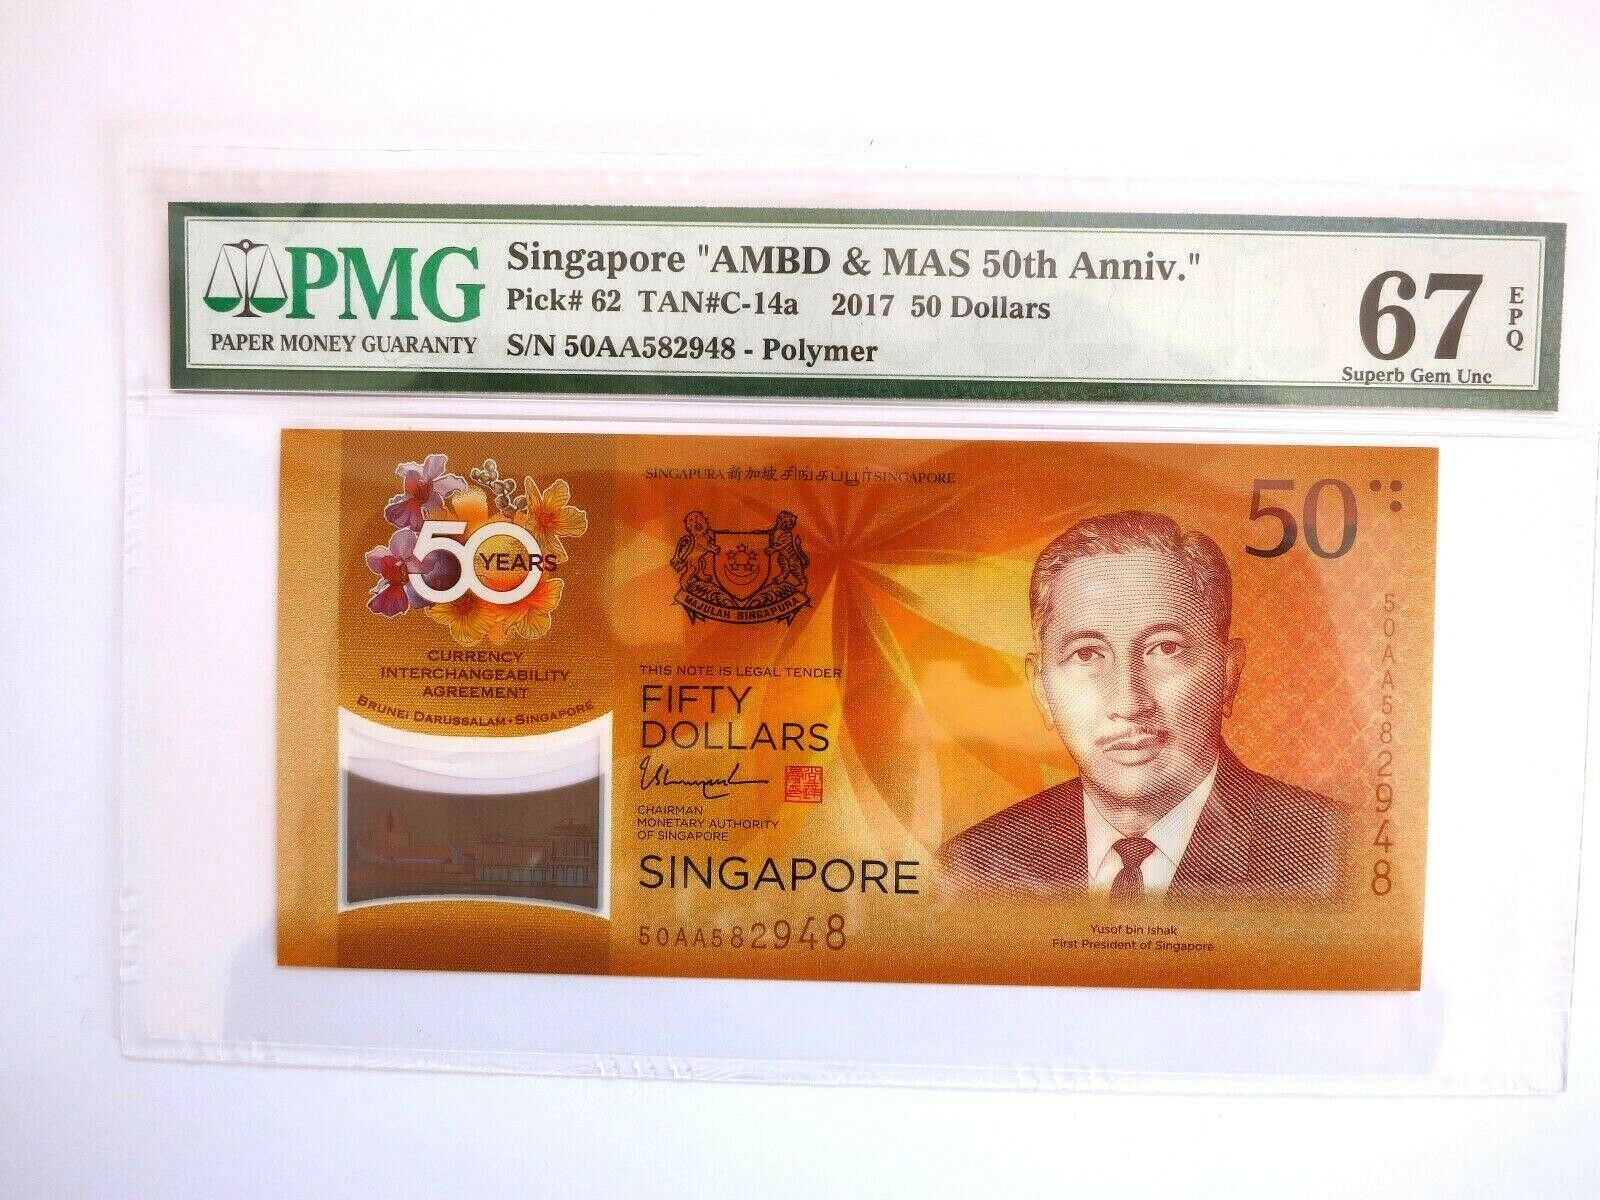 PMG
PAPER MONEY GUARANTY
Singapore "AMBD & MAS 50th Anniv."
Pick# 62 TAN#C-14a 2017 50 Dollars
S/N 50AA582948 - Polymer
67
EPQ
Superb Gem Unc
SINGAPURA 新加坡 சிங்கப்பூர் SINGAPORE
50
50 YEARS
MAJULAH SINGAPURA
CURRENCY
INTERCHANGEABILITY
AGREEMENT
BRUNEI DARUSSALAM • SINGAPORE
THIS NOTE IS LEGAL TENDER
FIFTY
DOLLARS
CHAIRMAN
MONETARY AUTHORITY
OF SINGAPORE
SINGAPORE
50AA582948
50AA582948
Yusof bin Ishak
First President of Singapore